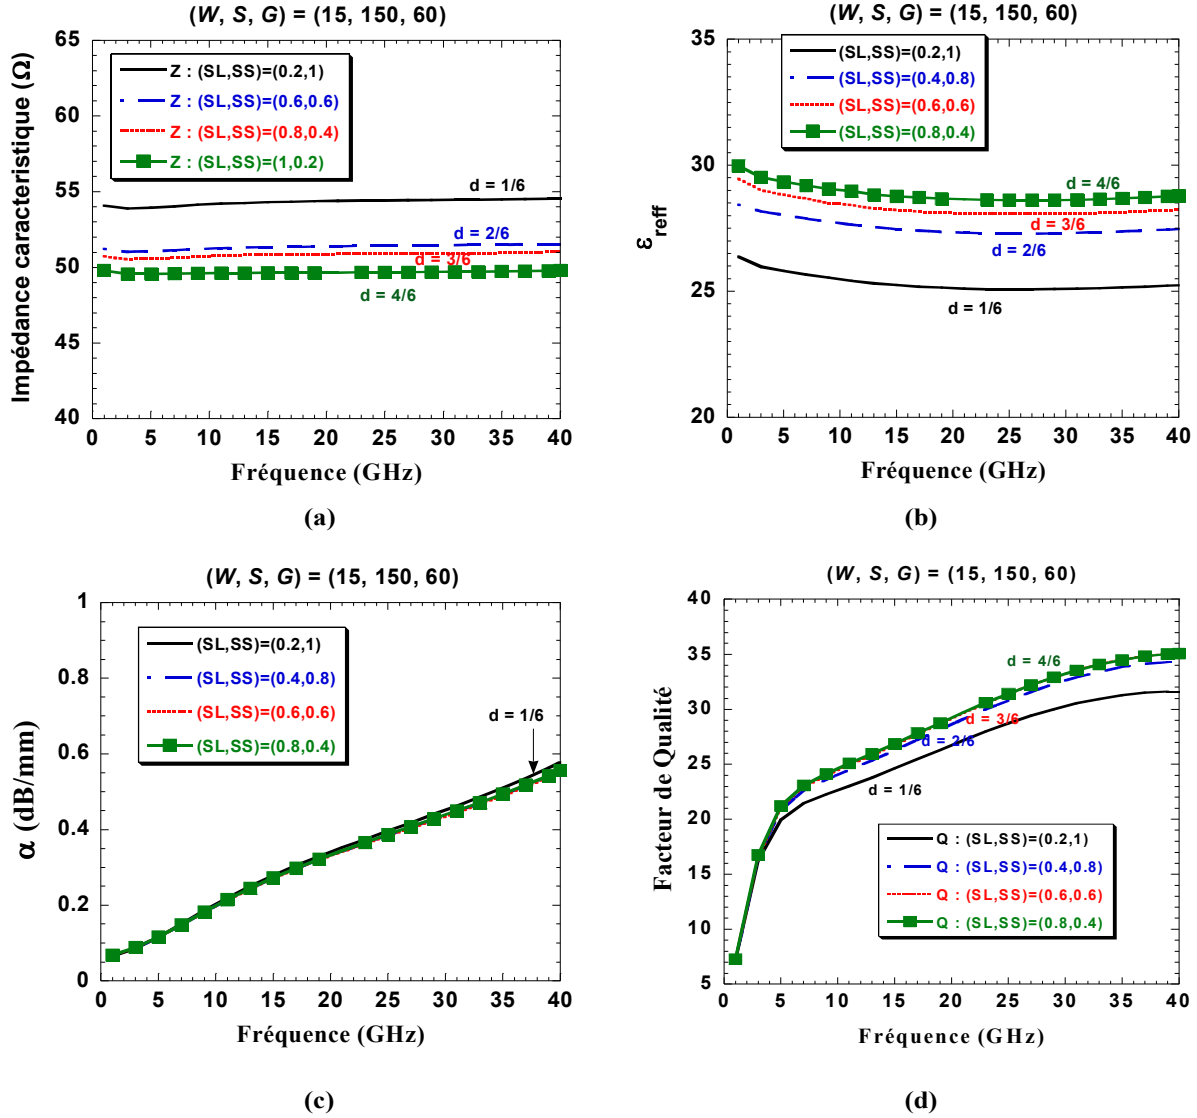 (W, S, G) = (15, 150, 60)
Impédance caracteristique (Ω)
65
60
55
50
45
40
Z : (SL,SS)=(0.2,1)
Z : (SL,SS)=(0.6,0.6)
Z : (SL,SS)=(0.8,0.4)
Z : (SL,SS)=(1,0.2)
d = 1/6
d = 2/6
d = 3/6
d = 4/6
0 5 10 15 20 25 30 35 40
Fréquence (GHz)
(a)
(W, S, G) = (15, 150, 60)
εreff
35
30
25
20
(SL,SS)=(0.2,1)
(SL,SS)=(0.4,0.8)
(SL,SS)=(0.6,0.6)
(SL,SS)=(0.8,0.4)
d = 4/6
d = 3/6
d = 2/6
d = 1/6
0 5 10 15 20 25 30 35 40
Fréquence (GHz)
(b)
(W, S, G) = (15, 150, 60)
α (dB/mm)
1
0.8
0.6
0.4
0.2
0
(SL,SS)=(0.2,1)
(SL,SS)=(0.4,0.8)
(SL,SS)=(0.6,0.6)
(SL,SS)=(0.8,0.4)
d = 1/6
0 5 10 15 20 25 30 35 40
Fréquence (GHz)
(c)
(W, S, G) = (15, 150, 60)
Facteur de Qualité
40
35
30
25
20
15
10
5
d = 4/6
d = 3/6
d = 2/6
d = 1/6
Q : (SL,SS)=(0.2,1)
Q : (SL,SS)=(0.4,0.8)
Q : (SL,SS)=(0.6,0.6)
Q : (SL,SS)=(0.8,0.4)
0 5 10 15 20 25 30 35 40
Fréquence (GHz)
(d)